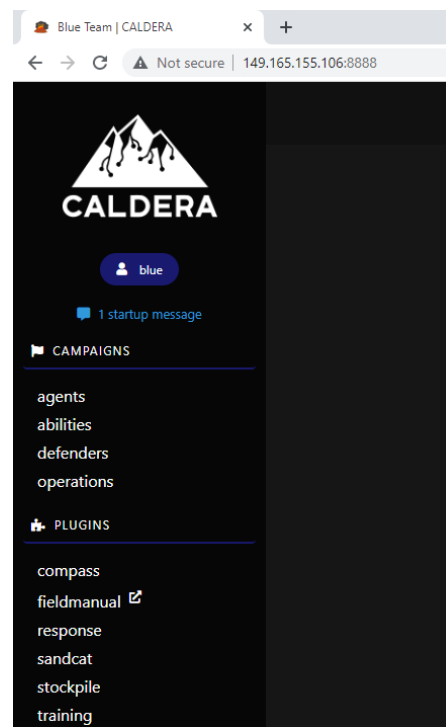 Blue Team | CALDERA
Not secure | 149.165.155.106:8888
CALDERA
blue
1 startup message
CAMPAIGNS
agents
abilities
defenders
operations
PLUGINS
compass
fieldmanual
response
sandcat
stockpile
training